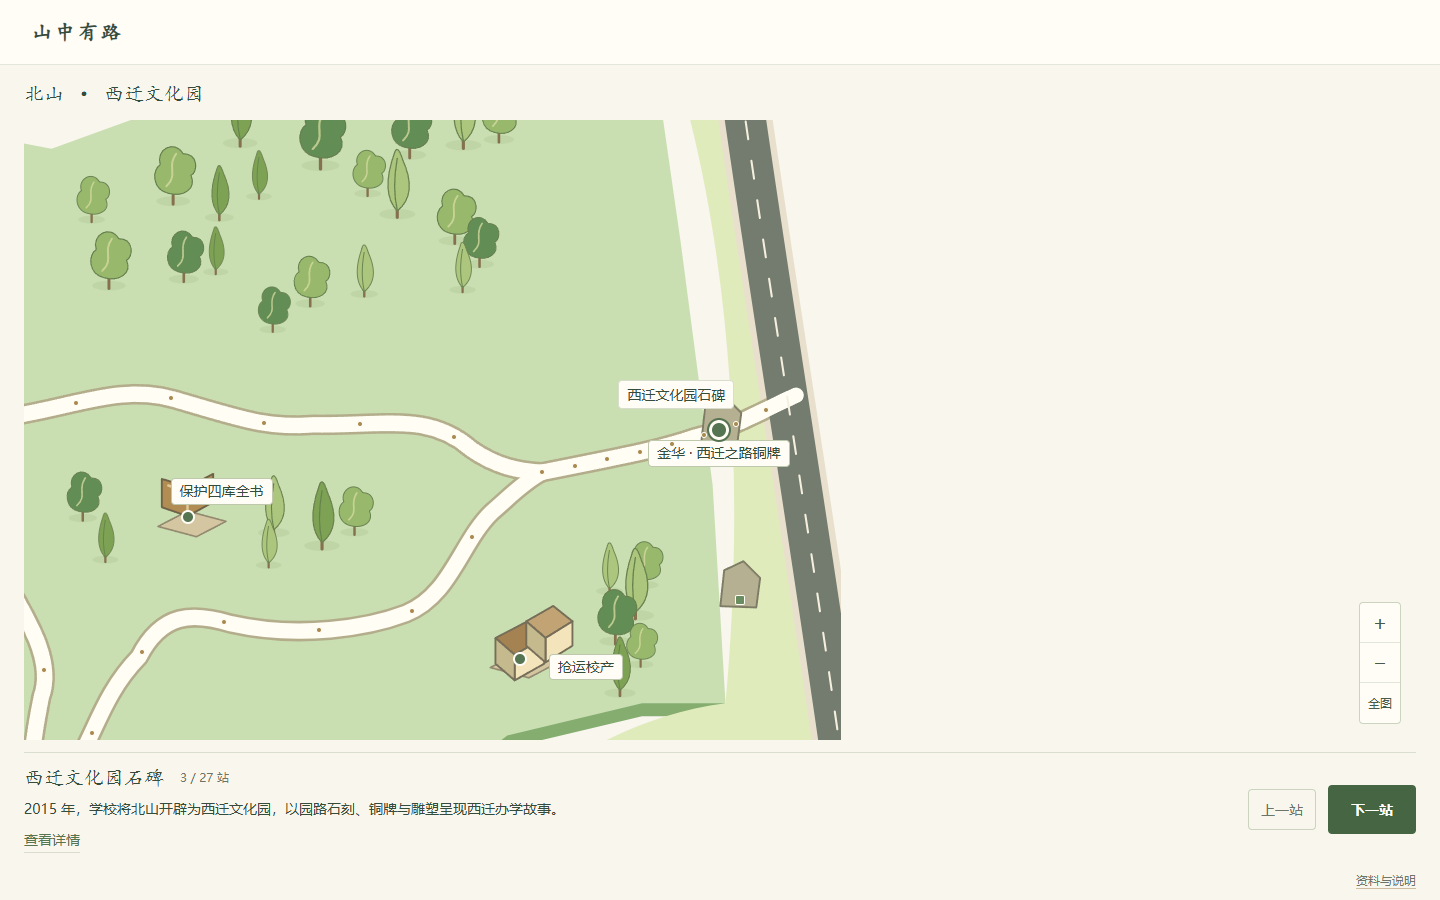 山中有路
北山 • 西迁文化园
西迁文化园石碑
金华 · 西迁之路铜牌
保护四库全书
抢运校产
+
−
全图
西迁文化园石碑 3 / 27 站
2015 年，学校将北山开辟为西迁文化园，以园路石刻、铜牌与雕塑呈现西迁办学故事。
查看详情
上一站
下一站
资料与说明